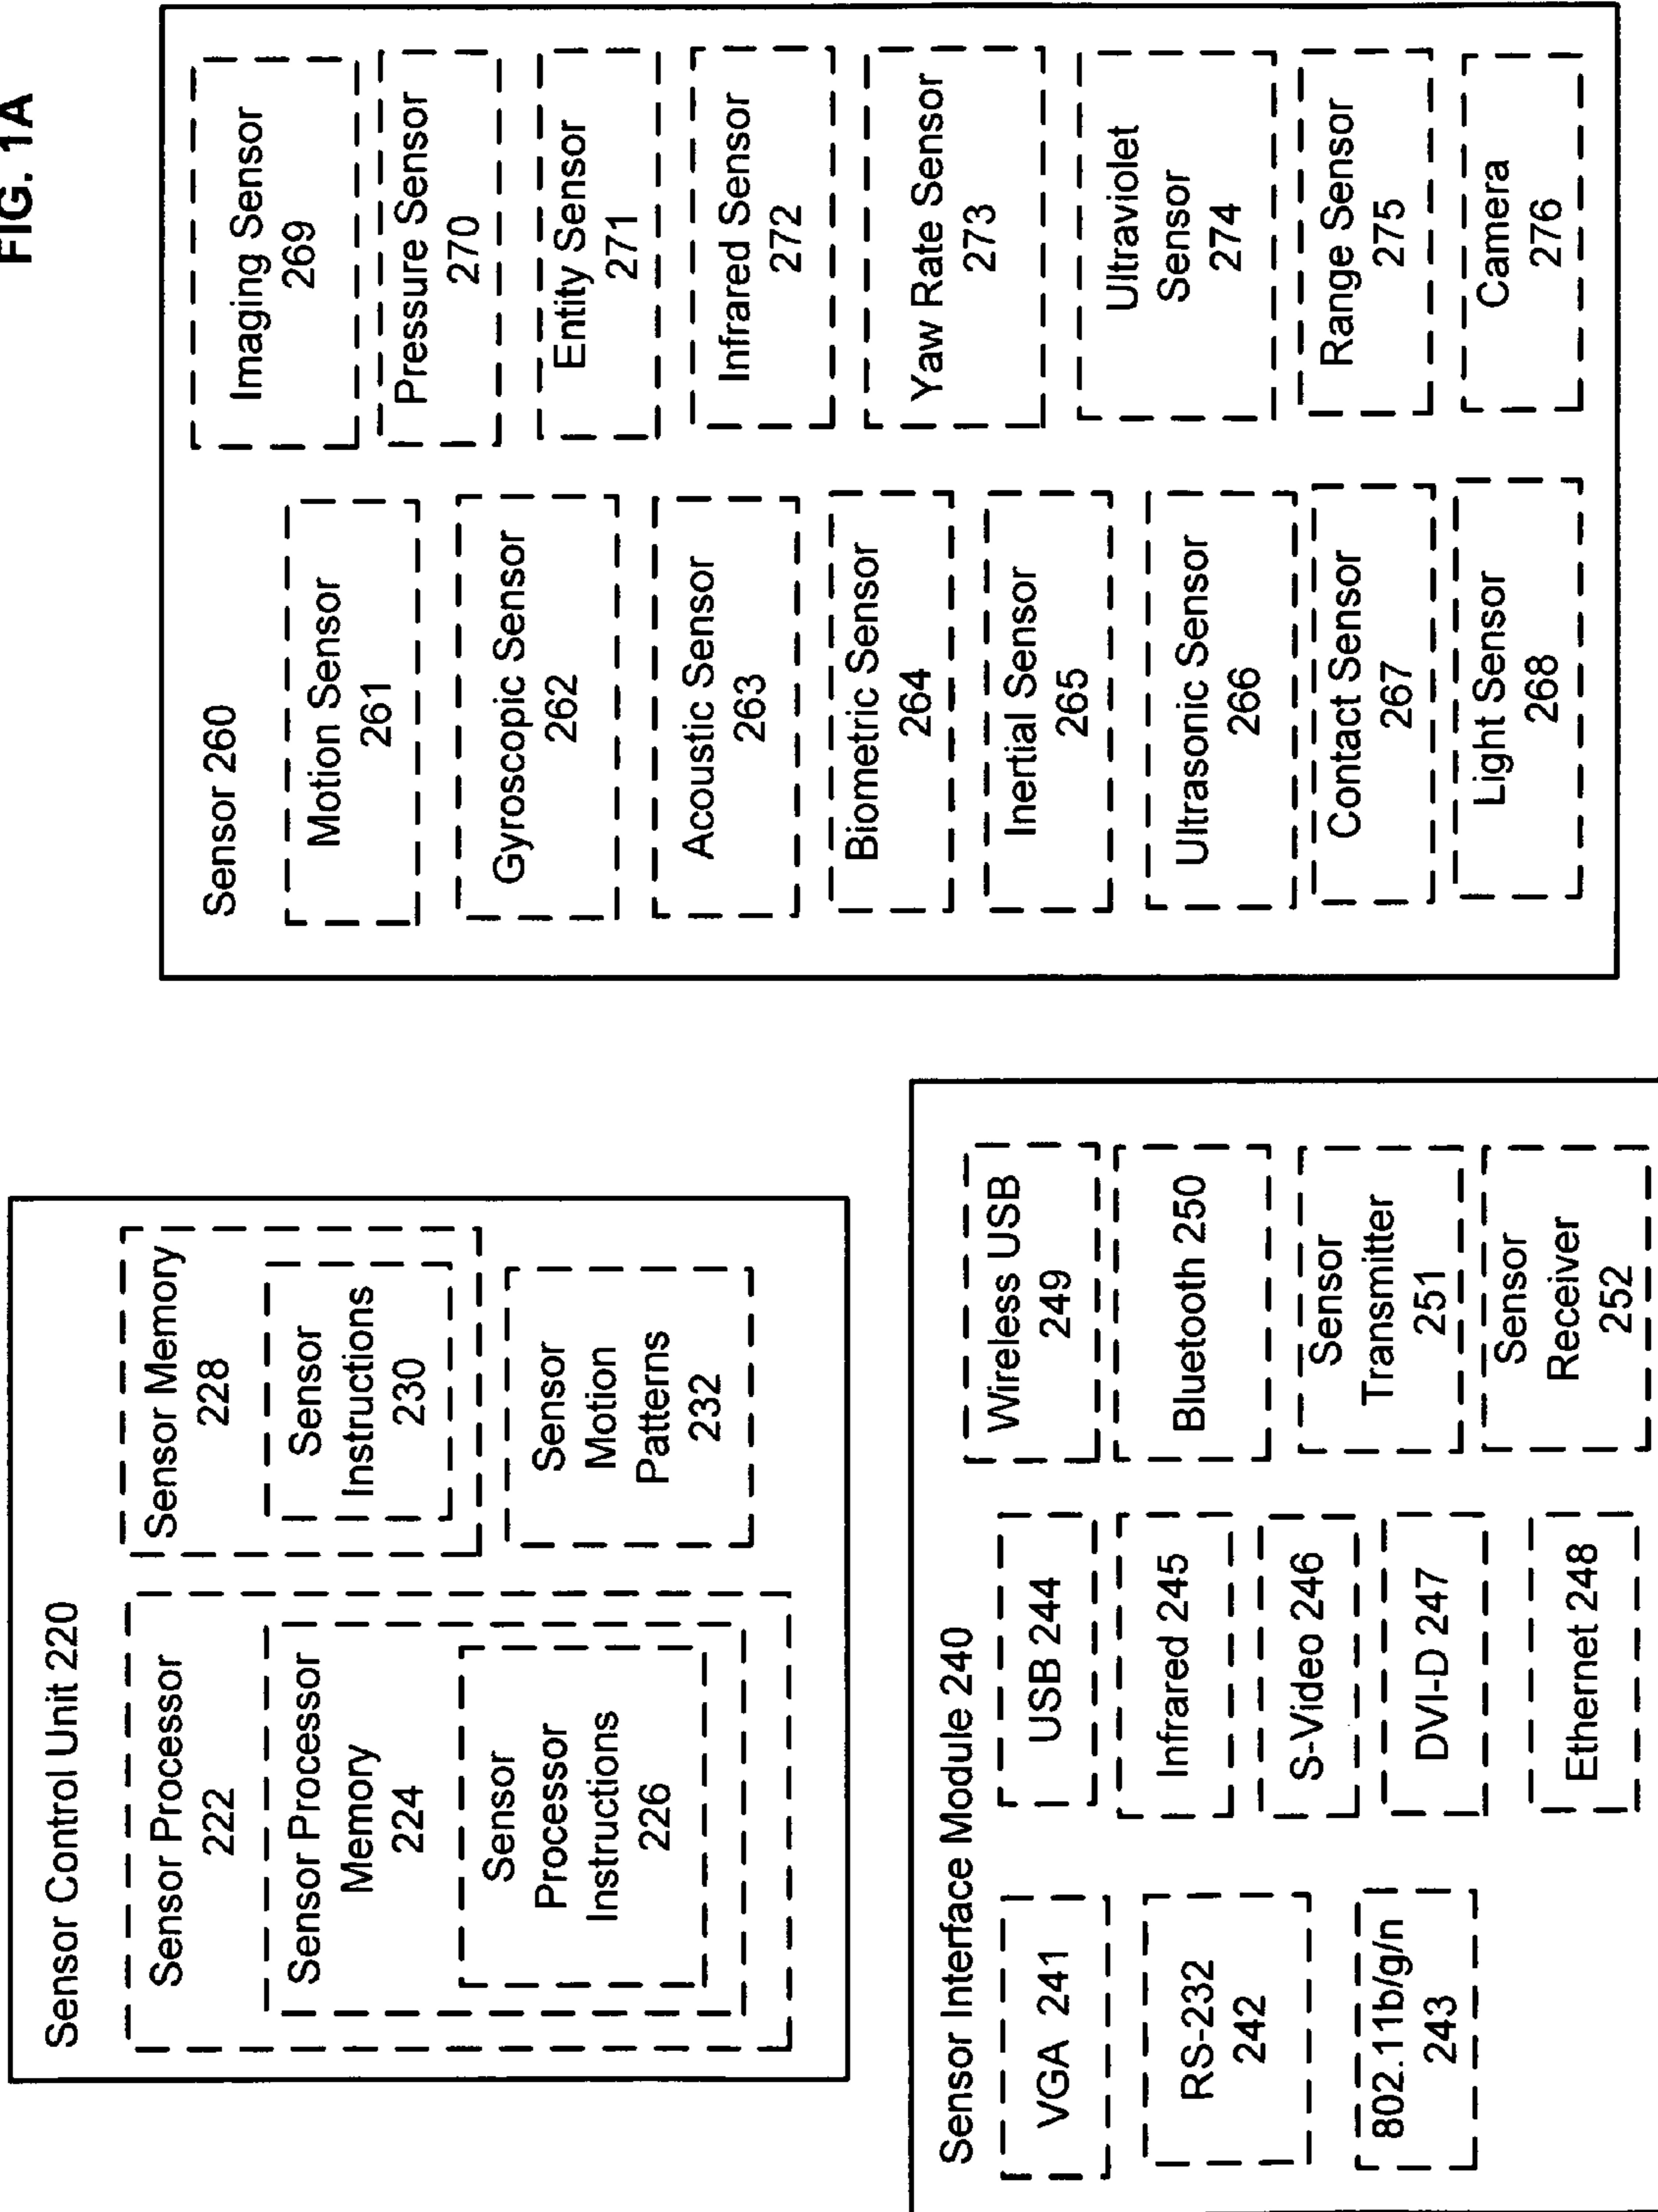 FIG. 1A
Sensor Control Unit 220
Sensor Processor
222
Sensor Processor
Memory
224
Sensor
Processor
Instructions
226
Sensor Memory
228
Sensor
Instructions
230
Sensor
Motion
Patterns
232
Sensor Interface Module 240
VGA 241
RS-232
242
802.11b/g/n
243
USB 244
Infrared 245
S-Video 246
DVI-D 247
Ethernet 248
Wireless USB
249
Bluetooth 250
Sensor
Transmitter
251
Sensor
Receiver
252
Sensor 260
Motion Sensor
261
Gyroscopic Sensor
262
Acoustic Sensor
263
Biometric Sensor
264
Inertial Sensor
265
Ultrasonic Sensor
266
Contact Sensor
267
Light Sensor
268
Imaging Sensor
269
Pressure Sensor
270
Entity Sensor
271
Infrared Sensor
272
Yaw Rate Sensor
273
Ultraviolet
Sensor
274
Range Sensor
275
Camera
276